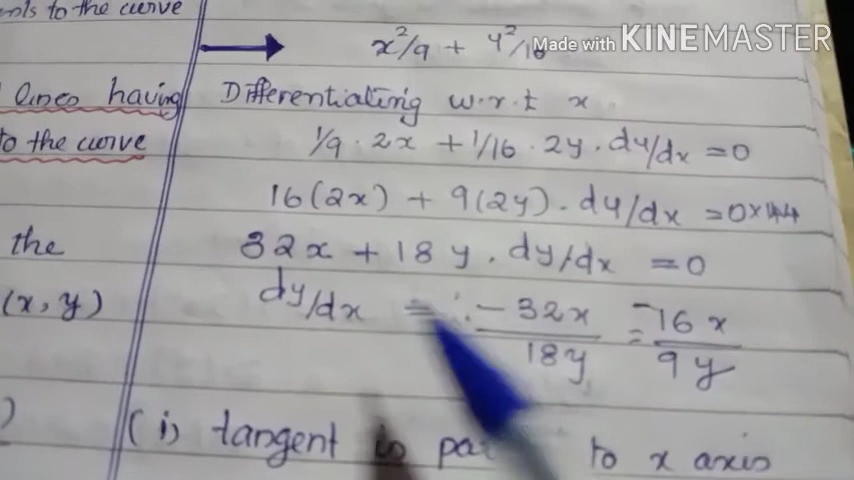 nls to the curve
x²/9 + y²/16
Made with KINEMASTER
lines having
Differentiating w.r.t x
to the curve
1/9 . 2x + 1/16 . 2y . dy/dx = 0
16(2x) + 9(2y) . dy/dx = 0×144
the
32x + 18y . dy/dx = 0
(x, y)
dy/dx = -32x/18y = -16x/9y
)
(i) tangent is to x axis